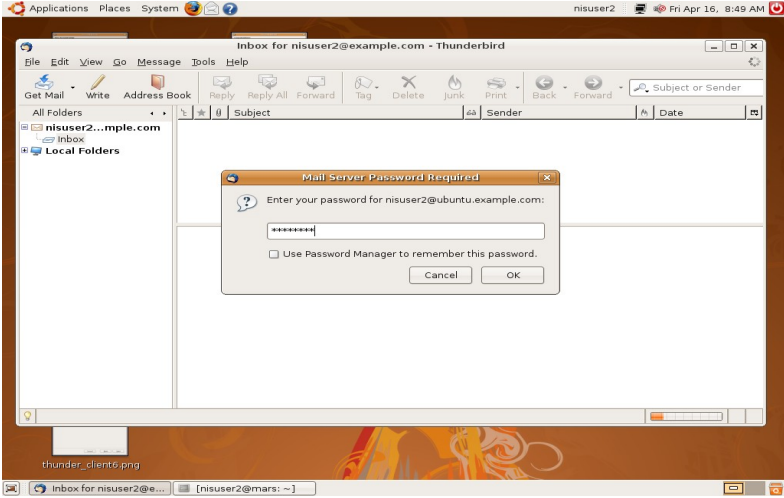 Applications Places System nisuser2 Fri Apr 16, 8:49 AM
Inbox for nisuser2@example.com - Thunderbird
File Edit View Go Message Tools Help
Get Mail Write Address Book Reply Reply All Forward Tag Delete Junk Print Back Forward Subject or Sender
All Folders Subject Sender Date
nisuser2...mple.com
Inbox
Local Folders
Mail Server Password Required
Enter your password for nisuser2@ubuntu.example.com:
********
Use Password Manager to remember this password.
Cancel OK
thunder_client6.png
Inbox for nisuser2@e... [nisuser2@mars: ~]